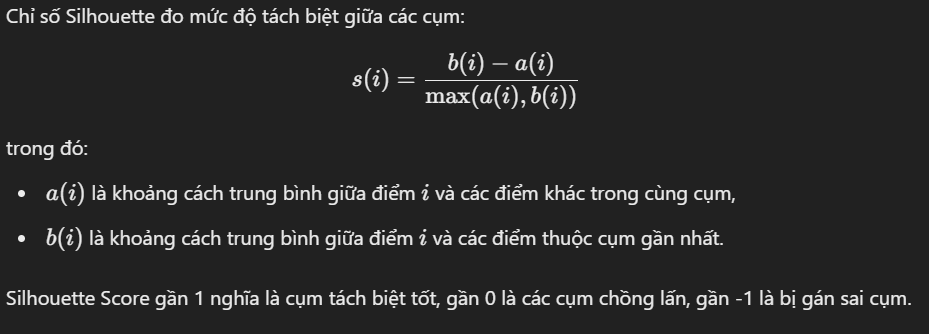 Chỉ số Silhouette đo mức độ tách biệt giữa các cụm:
s(i) = \frac{b(i) − a(i)}{max(a(i), b(i))}
trong đó:
• a(i) là khoảng cách trung bình giữa điểm i và các điểm khác trong cùng cụm,
• b(i) là khoảng cách trung bình giữa điểm i và các điểm thuộc cụm gần nhất.
Silhouette Score gần 1 nghĩa là cụm tách biệt tốt, gần 0 là các cụm chồng lấn, gần -1 là bị gán sai cụm.